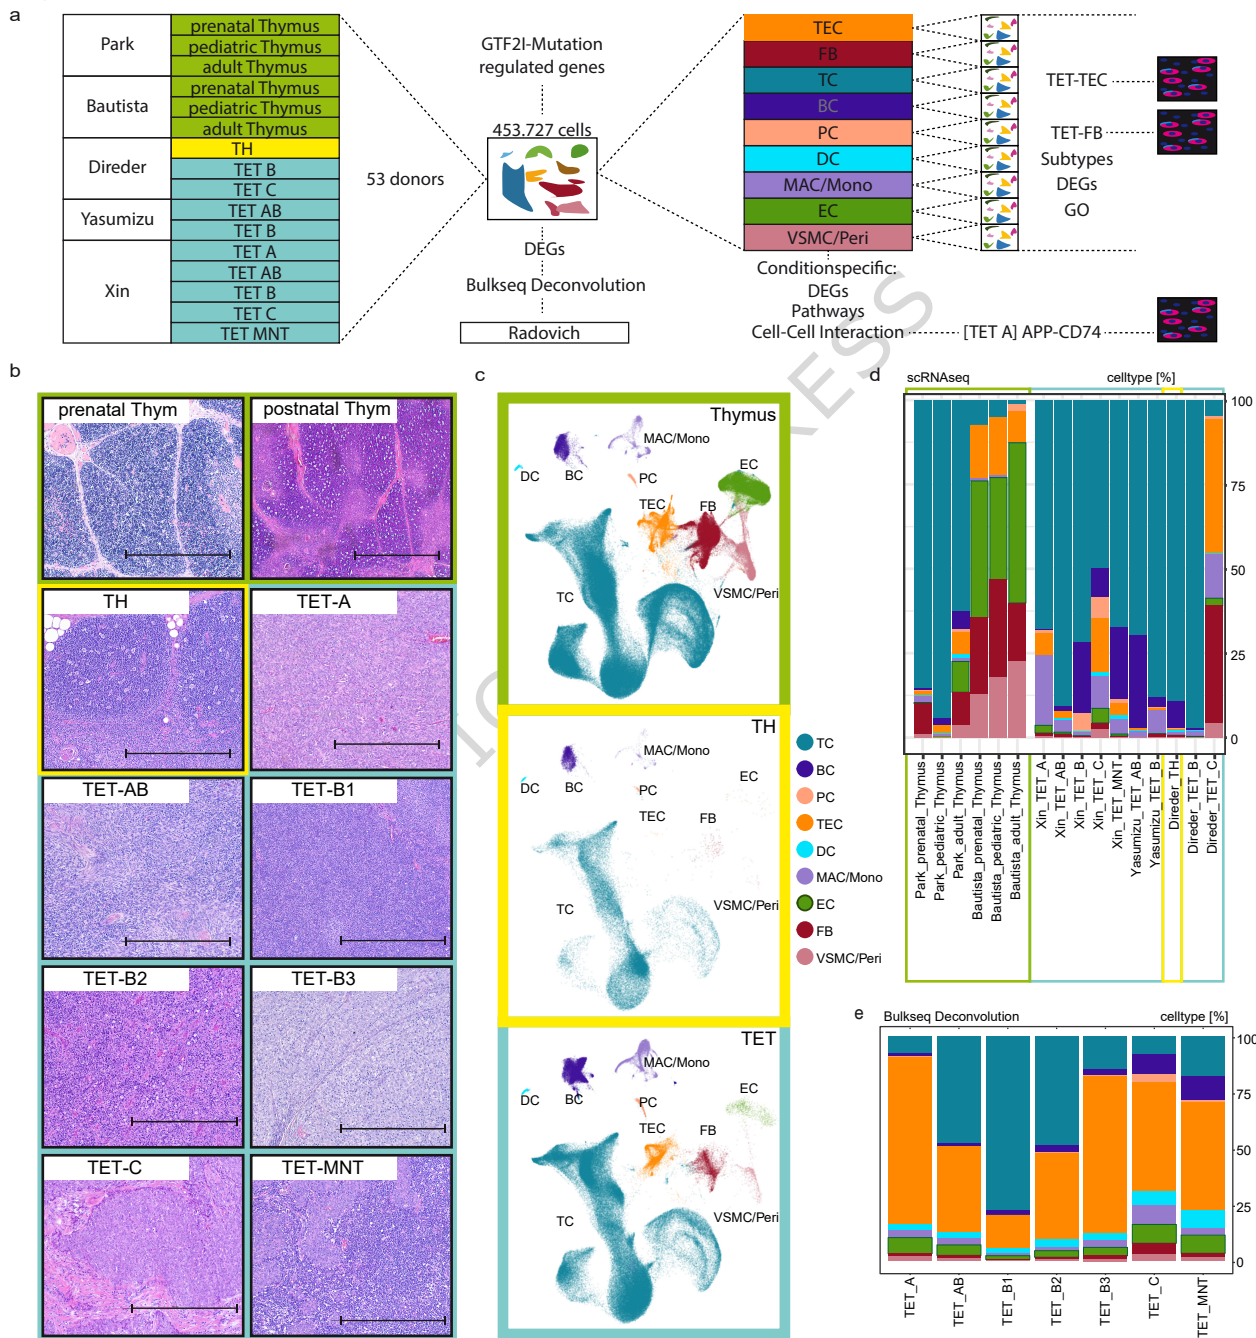 a
Park
prenatal Thymus
pediatric Thymus
adult Thymus
Bautista
prenatal Thymus
pediatric Thymus
adult Thymus
Direder
TH
TET B
TET C
Yasumizu
TET AB
TET B
Xin
TET A
TET AB
TET B
TET C
TET MNT
53 donors
GTF2I-Mutation
regulated genes
453.727 cells
DEGs
Bulkseq Deconvolution
Radovich
TEC
FB
TC
BC
PC
DC
MAC/Mono
EC
VSMC/Peri
Conditionspecific:
DEGs
Pathways
Cell-Cell Interaction
[TET A] APP-CD74
TET-TEC
TET-FB
Subtypes
DEGs
GO
b
prenatal Thym
postnatal Thym
TH
TET-A
TET-AB
TET-B1
TET-B2
TET-B3
TET-C
TET-MNT
c
Thymus
MAC/Mono
DC
BC
PC
EC
TEC
FB
TC
VSMC/Peri
TH
MAC/Mono
DC
BC
PC
EC
TEC
FB
TC
VSMC/Peri
TET
MAC/Mono
DC
BC
PC
EC
TEC
FB
TC
VSMC/Peri
TC
BC
PC
TEC
DC
MAC/Mono
EC
FB
VSMC/Peri
d
scRNAseq
celltype [%]
100
75
50
25
0
Park_prenatal_Thymus
Park_pediatric_Thymus
Park_adult_Thymus
Bautista_prenatal_Thymus
Bautista_pediatric_Thymus
Bautista_adult_Thymus
Xin_TET_A
Xin_TET_AB
Xin_TET_B
Xin_TET_C
Xin_TET_MNT
Yasumizu_TET_AB
Yasumizu_TET_B
Direder_TH
Direder_TET_B
Direder_TET_C
e
Bulkseq Deconvolution
celltype [%]
100
75
50
25
0
TET_A
TET_AB
TET_B1
TET_B2
TET_B3
TET_C
TET_MNT